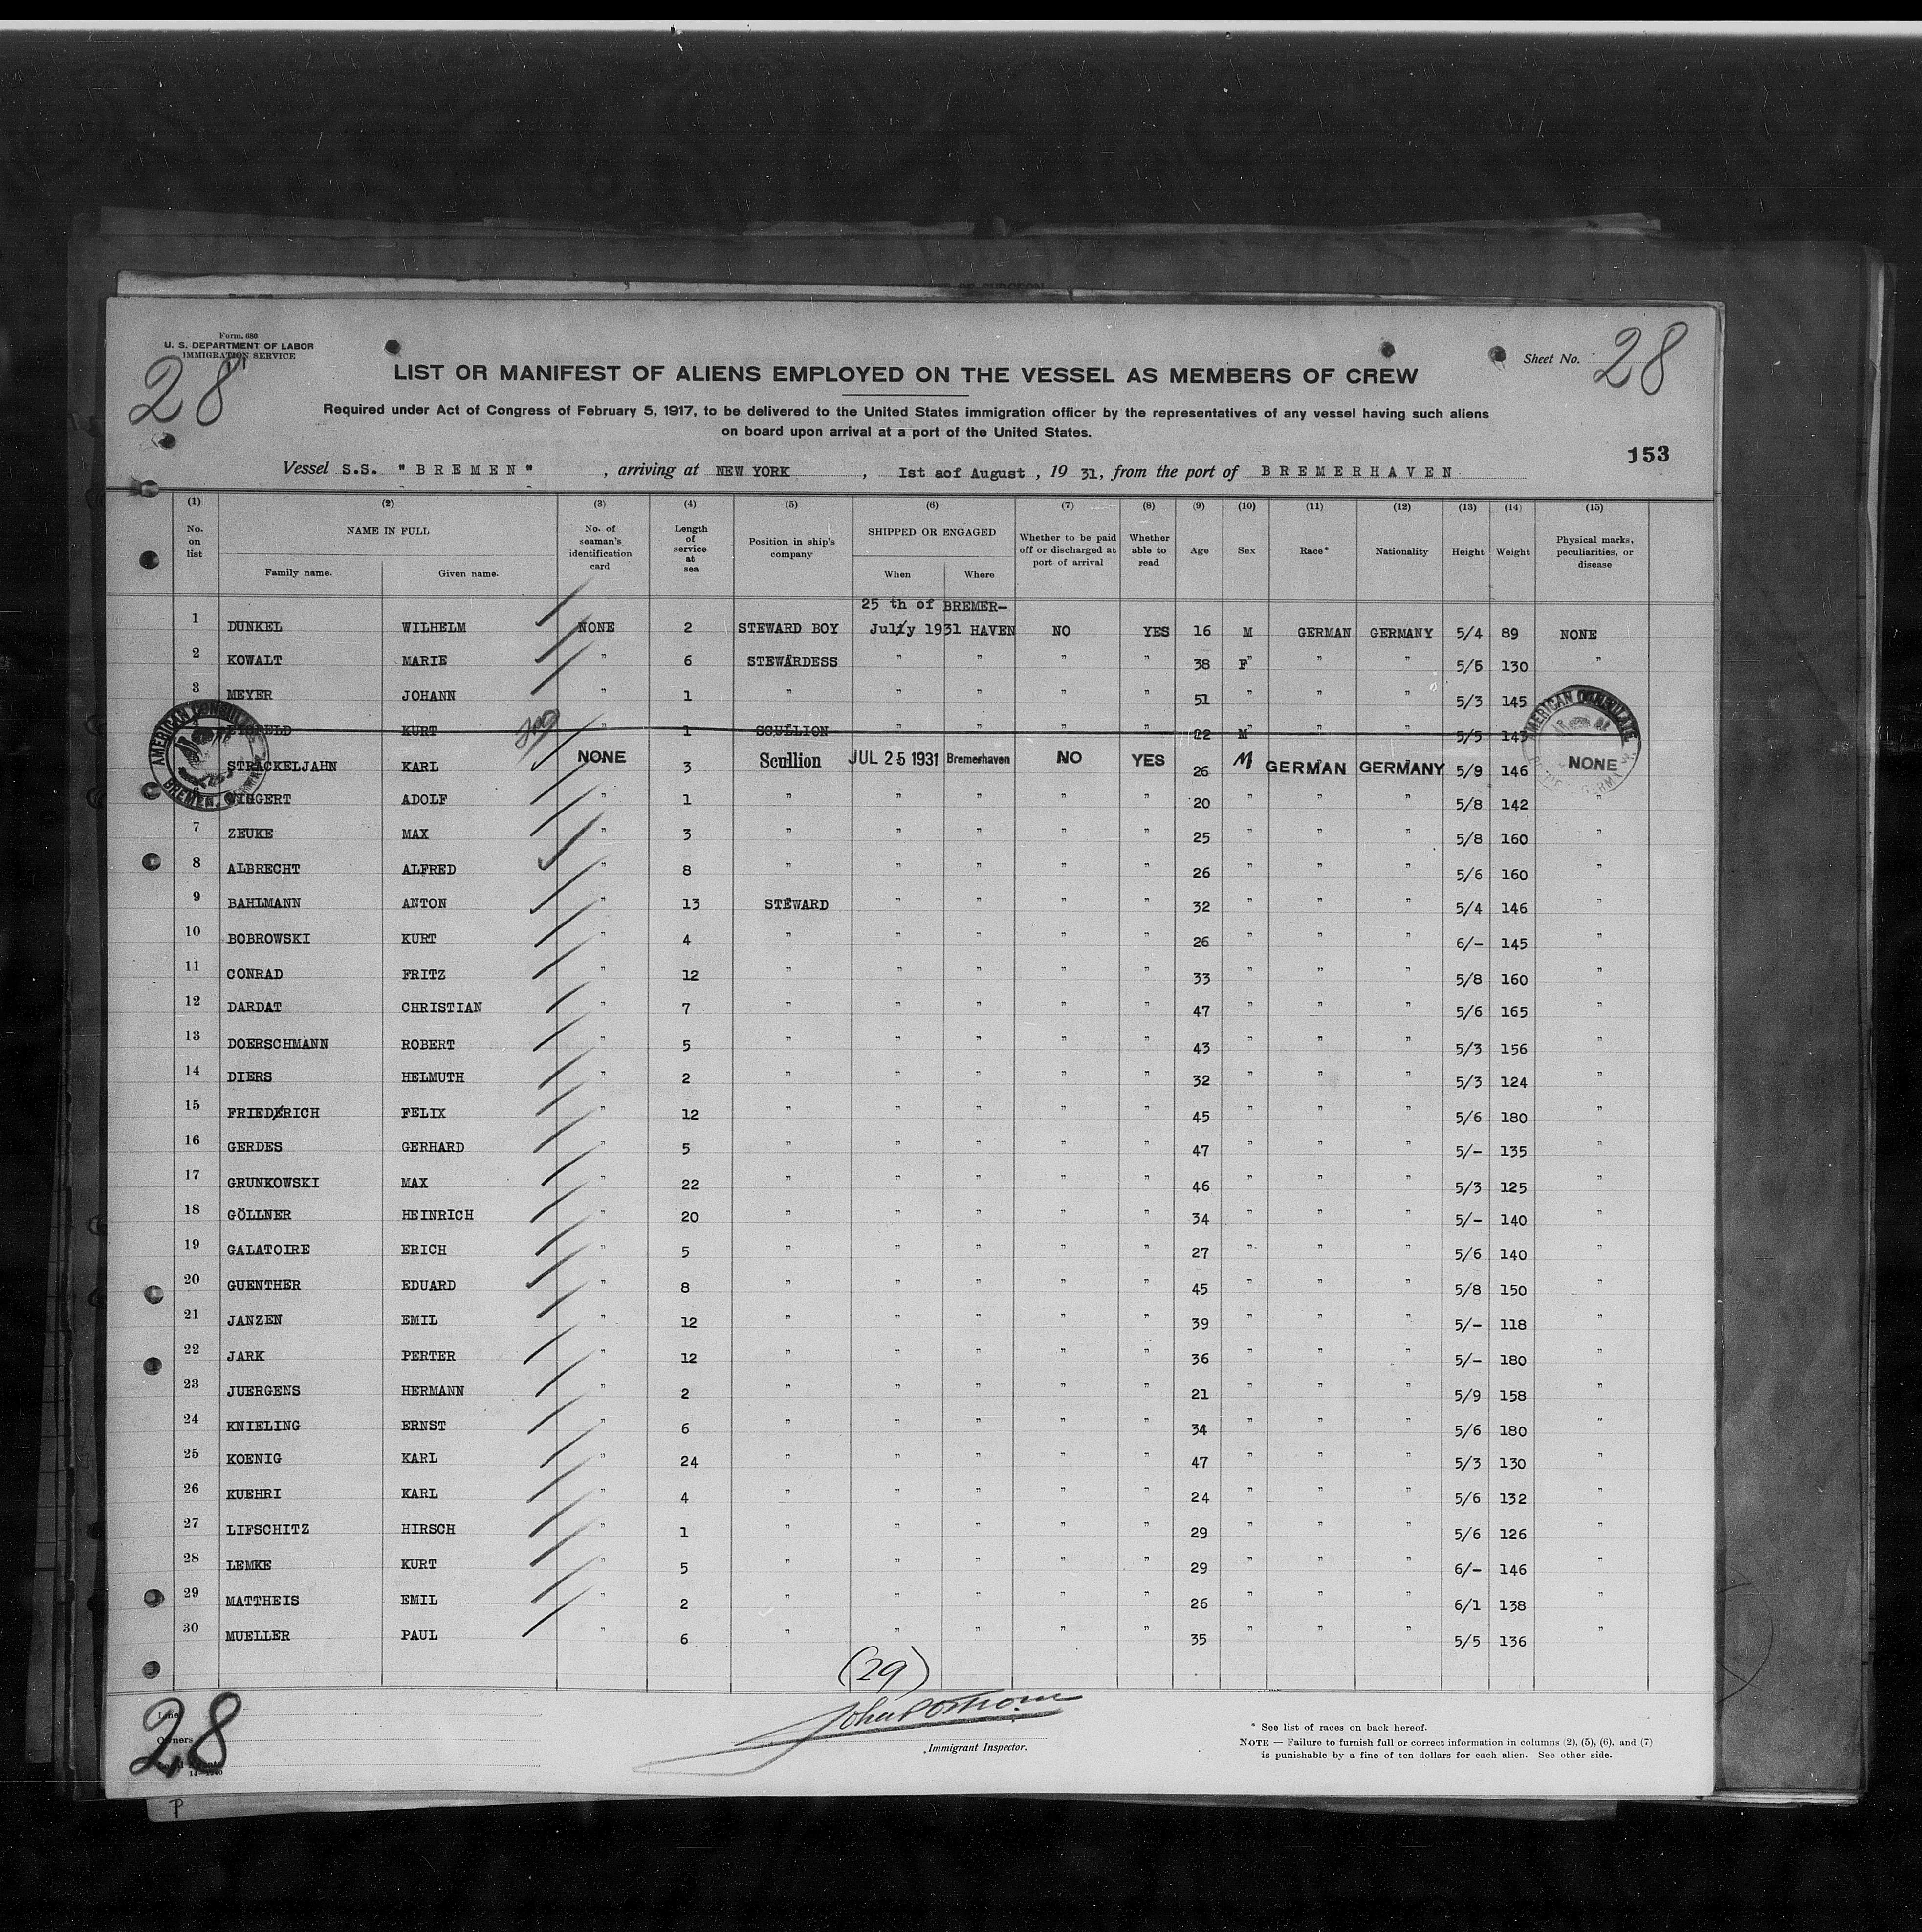 Form. 680
U. S. DEPARTMENT OF LABOR
IMMIGRATION SERVICE
28
Sheet No. 28
LIST OR MANIFEST OF ALIENS EMPLOYED ON THE VESSEL AS MEMBERS OF CREW
Required under Act of Congress of February 5, 1917, to be delivered to the United States immigration officer by the representatives of any vessel having such aliens
on board upon arrival at a port of the United States.
153
Vessel S.S. "BREMEN", arriving at NEW YORK, Ist aof August, 19 31, from the port of BREMERHAVEN
(1) (2) (3) (4) (5) (6) (7) (8) (9) (10) (11) (12) (13) (14) (15)
No. on list NAME IN FULL Family name. Given name. No. of seaman's identification card Length of service at sea Position in ship's company SHIPPED OR ENGAGED When Where Whether to be paid off or discharged at port of arrival Whether able to read Age Sex Race* Nationality Height Weight Physical marks, peculiarities, or disease
25 th of BREMER-
1 DUNKEL WILHELM NONE 2 STEWARD BOY July 1931 HAVEN NO YES 16 M GERMAN GERMANY 5/4 89 NONE
2 KOWALT MARIE " 6 STEWARDESS " " " " 38 F" " " 5/5 130 "
3 MEYER JOHANN " 1 " " " " " 51 " " " 5/3 145
KURT " 1 SCULLION " " " " 22 M" " " 5/5 143
STRACKELJAHN KARL NONE 3 Scullion JUL 25 1931 Bremerhaven NO YES 26 M GERMAN GERMANY 5/9 146 NONE
WIGGERT ADOLF " 1 " " " " " 20 " " " 5/8 142 "
7 ZEUKE MAX " 3 " " " " " 25 " " " 5/8 160 "
8 ALBRECHT ALFRED " 8 " " " " " 26 " " " 5/6 160 "
9 BAHLMANN ANTON " 13 STEWARD " " " " 32 " " " 5/4 146 "
10 BOBROWSKI KURT " 4 " " " " " 26 " " " 6/- 145 "
11 CONRAD FRITZ " 12 " " " " " 33 " " " 5/8 160 "
12 DARDAT CHRISTIAN " 7 " " " " " 47 " " " 5/6 165 "
13 DOERSCHMANN ROBERT " 5 " " " " " 43 " " " 5/3 156 "
14 DIERS HELMUTH " 2 " " " " " 32 " " " 5/3 124 "
15 FRIEDERICH FELIX " 12 " " " " " 45 " " " 5/6 180 "
16 GERDES GERHARD " 5 " " " " " 47 " " " 5/- 135 "
17 GRUNKOWSKI MAX " 22 " " " " " 46 " " " 5/3 125 "
18 GÖLLNER HEINRICH " 20 " " " " " 34 " " " 5/- 140 "
19 GALATOIRE ERICH " 5 " " " " " 27 " " " 5/6 140 "
20 GUENTHER EDUARD " 8 " " " " " 45 " " " 5/8 150 "
21 JANZEN EMIL " 12 " " " " " 39 " " " 5/- 118 "
22 JARK PERTER " 12 " " " " " 36 " " " 5/- 180 "
23 JUERGENS HERMANN " 2 " " " " " 21 " " " 5/9 158 "
24 KNIELING ERNST " 6 " " " " " 34 " " " 5/6 180 "
25 KOENIG KARL " 24 " " " " " 47 " " " 5/3 130 "
26 KUEHRI KARL " 4 " " " " " 24 " " " 5/6 132 "
27 LIFSCHITZ HIRSCH " 1 " " " " " 29 " " " 5/6 126 "
28 LEMKE KURT " 5 " " " " " 29 " " " 6/- 146 "
29 MATTHEIS EMIL " 2 " " " " " 26 " " " 6/1 138 "
30 MUELLER PAUL " 6 " " " " " 35 " " " 5/5 136 "
AMERICAN CONSULATE
BREMEN,
AMERICAN CONSULATE
(29)
28
Line
Owners
Immigrant Inspector.
* See list of races on back hereof.
NOTE — Failure to furnish full or correct information in columns (2), (5), (6), and (7)
is punishable by a fine of ten dollars for each alien. See other side.
P